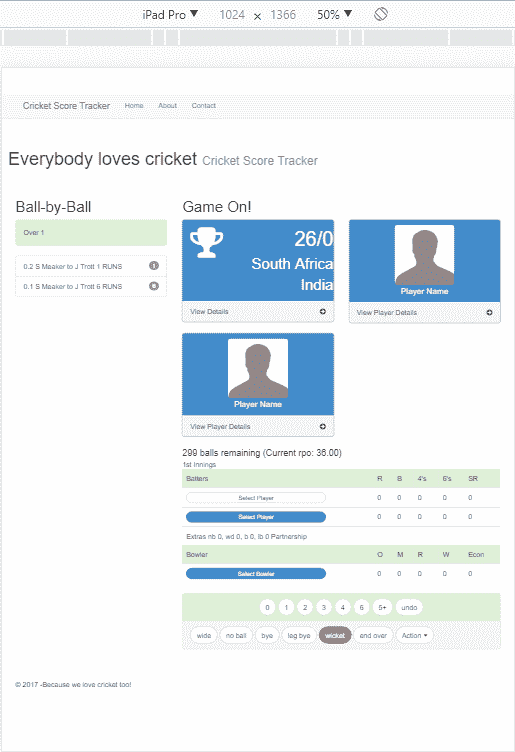 iPad Pro ▼ 1024 × 1366 50% ▼
Cricket Score Tracker Home About Contact
Everybody loves cricket Cricket Score Tracker
Ball-by-Ball
Over 1
0.2 S Meaker to J Trott 1 RUNS 1
0.1 S Meaker to J Trott 6 RUNS 6
Game On!
26/0
South Africa
India
View Details
Player Name
View Player Details
Player Name
View Player Details
299 balls remaining (Current rpo: 36.00)
1st Innings
Batters R B 4's 6's SR
Select Player 0 0 0 0 0
Select Player 0 0 0 0 0
Extras nb 0, wd 0, b 0, lb 0 Partnership
Bowler O M R W Econ
Select Bowler 0 0 0 0 0
0 1 2 3 4 6 5+ undo
wide no ball bye leg bye wicket end over Action
© 2017 -Because we love cricket too!